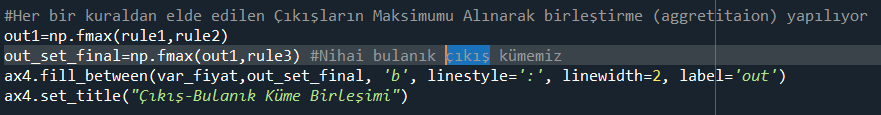 #Her bir kuraldan elde edilen Çıkışların Maksimumu Alınarak birleştirme (aggretitaion) yapılıyor
out1=np.fmax(rule1,rule2)
out_set_final=np.fmax(out1,rule3) #Nihai bulanık çıkış kümemiz
ax4.fill_between(var_fiyat,out_set_final, 'b', linestyle=':', linewidth=2, label='out')
ax4.set_title("Çıkış-Bulanık Küme Birleşimi")